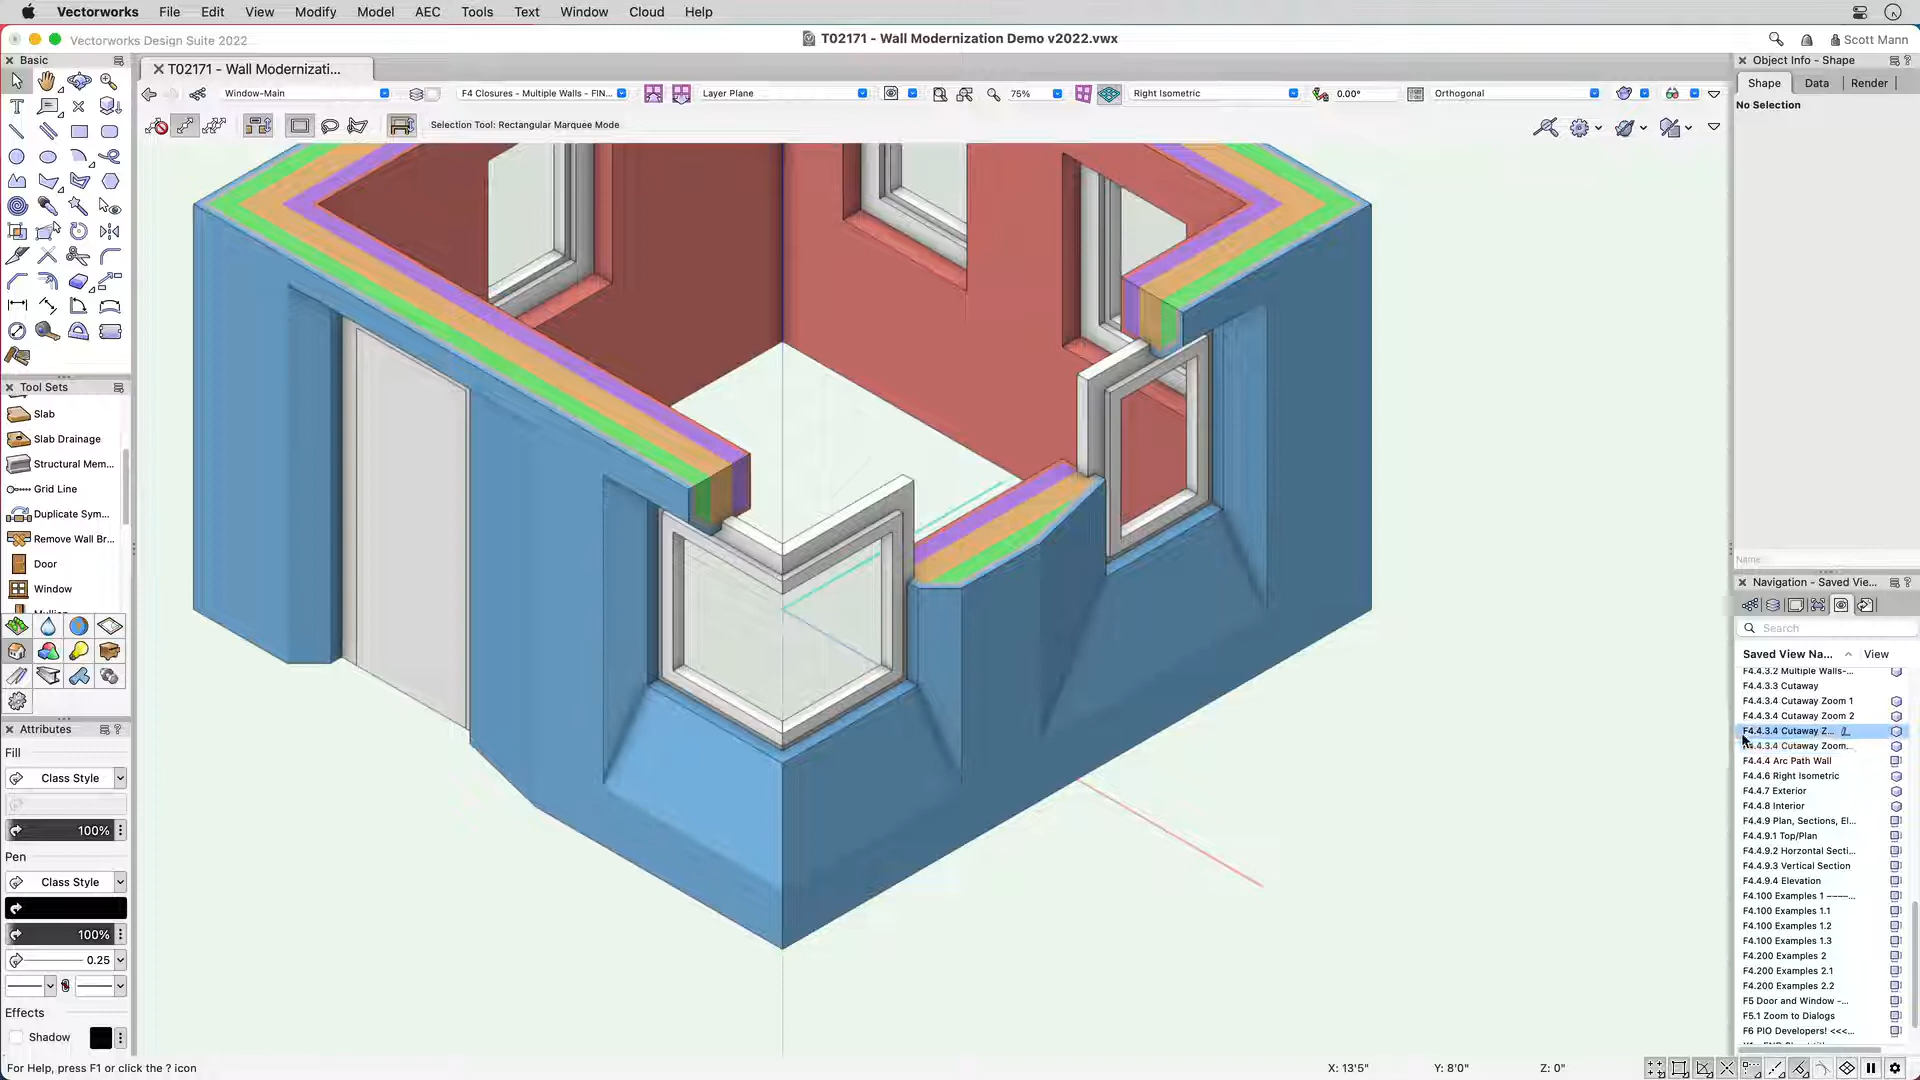 Vectorworks File Edit View Modify Model AEC Tools Text Window Cloud Help
Vectorworks Design Suite 2022
T02171 - Wall Modernization Demo v2022.vwx
Scott Mann
Basic
T02171 - Wall Modernizati...
Window-Main
F4 Closures - Multiple Walls - FIN...
Layer Plane
75%
Right Isometric
0.00°
Orthogonal
Selection Tool: Rectangular Marquee Mode
Tool Sets
Slab
Slab Drainage
Structural Mem...
Grid Line
Duplicate Sym...
Remove Wall Br...
Door
Window
Attributes
Fill
Class Style
100%
Pen
Class Style
100%
0.25
Effects
Shadow
Object Info - Shape
Shape Data Render
No Selection
Name:
Navigation - Saved Vie...
Search
Saved View Na... View
F4.4.3.2 Multiple Walls-...
F4.4.3.3 Cutaway
F4.4.3.4 Cutaway Zoom 1
F4.4.3.4 Cutaway Zoom 2
F4.4.3.4 Cutaway Z...
F4.4.3.4 Cutaway Zoom...
F4.4.4 Arc Path Wall
F4.4.6 Right Isometric
F4.4.7 Exterior
F4.4.8 Interior
F4.4.9 Plan, Sections, El...
F4.4.9.1 Top/Plan
F4.4.9.2 Horzontal Secti...
F4.4.9.3 Vertical Section
F4.4.9.4 Elevation
F4.100 Examples 1 ----...
F4.100 Examples 1.1
F4.100 Examples 1.2
F4.100 Examples 1.3
F4.200 Examples 2
F4.200 Examples 2.1
F4.200 Examples 2.2
F5 Door and Window -...
F5.1 Zoom to Dialogs
F6 PIO Developers! <<<...
For Help, press F1 or click the ? icon
X: 13'5" Y: 8'0" Z: 0"